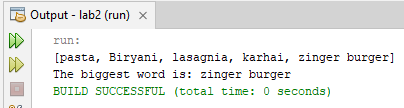 Output - lab2 (run)
run:
[pasta, Biryani, lasagnia, karhai, zinger burger]
The biggest word is: zinger burger
BUILD SUCCESSFUL (total time: 0 seconds)